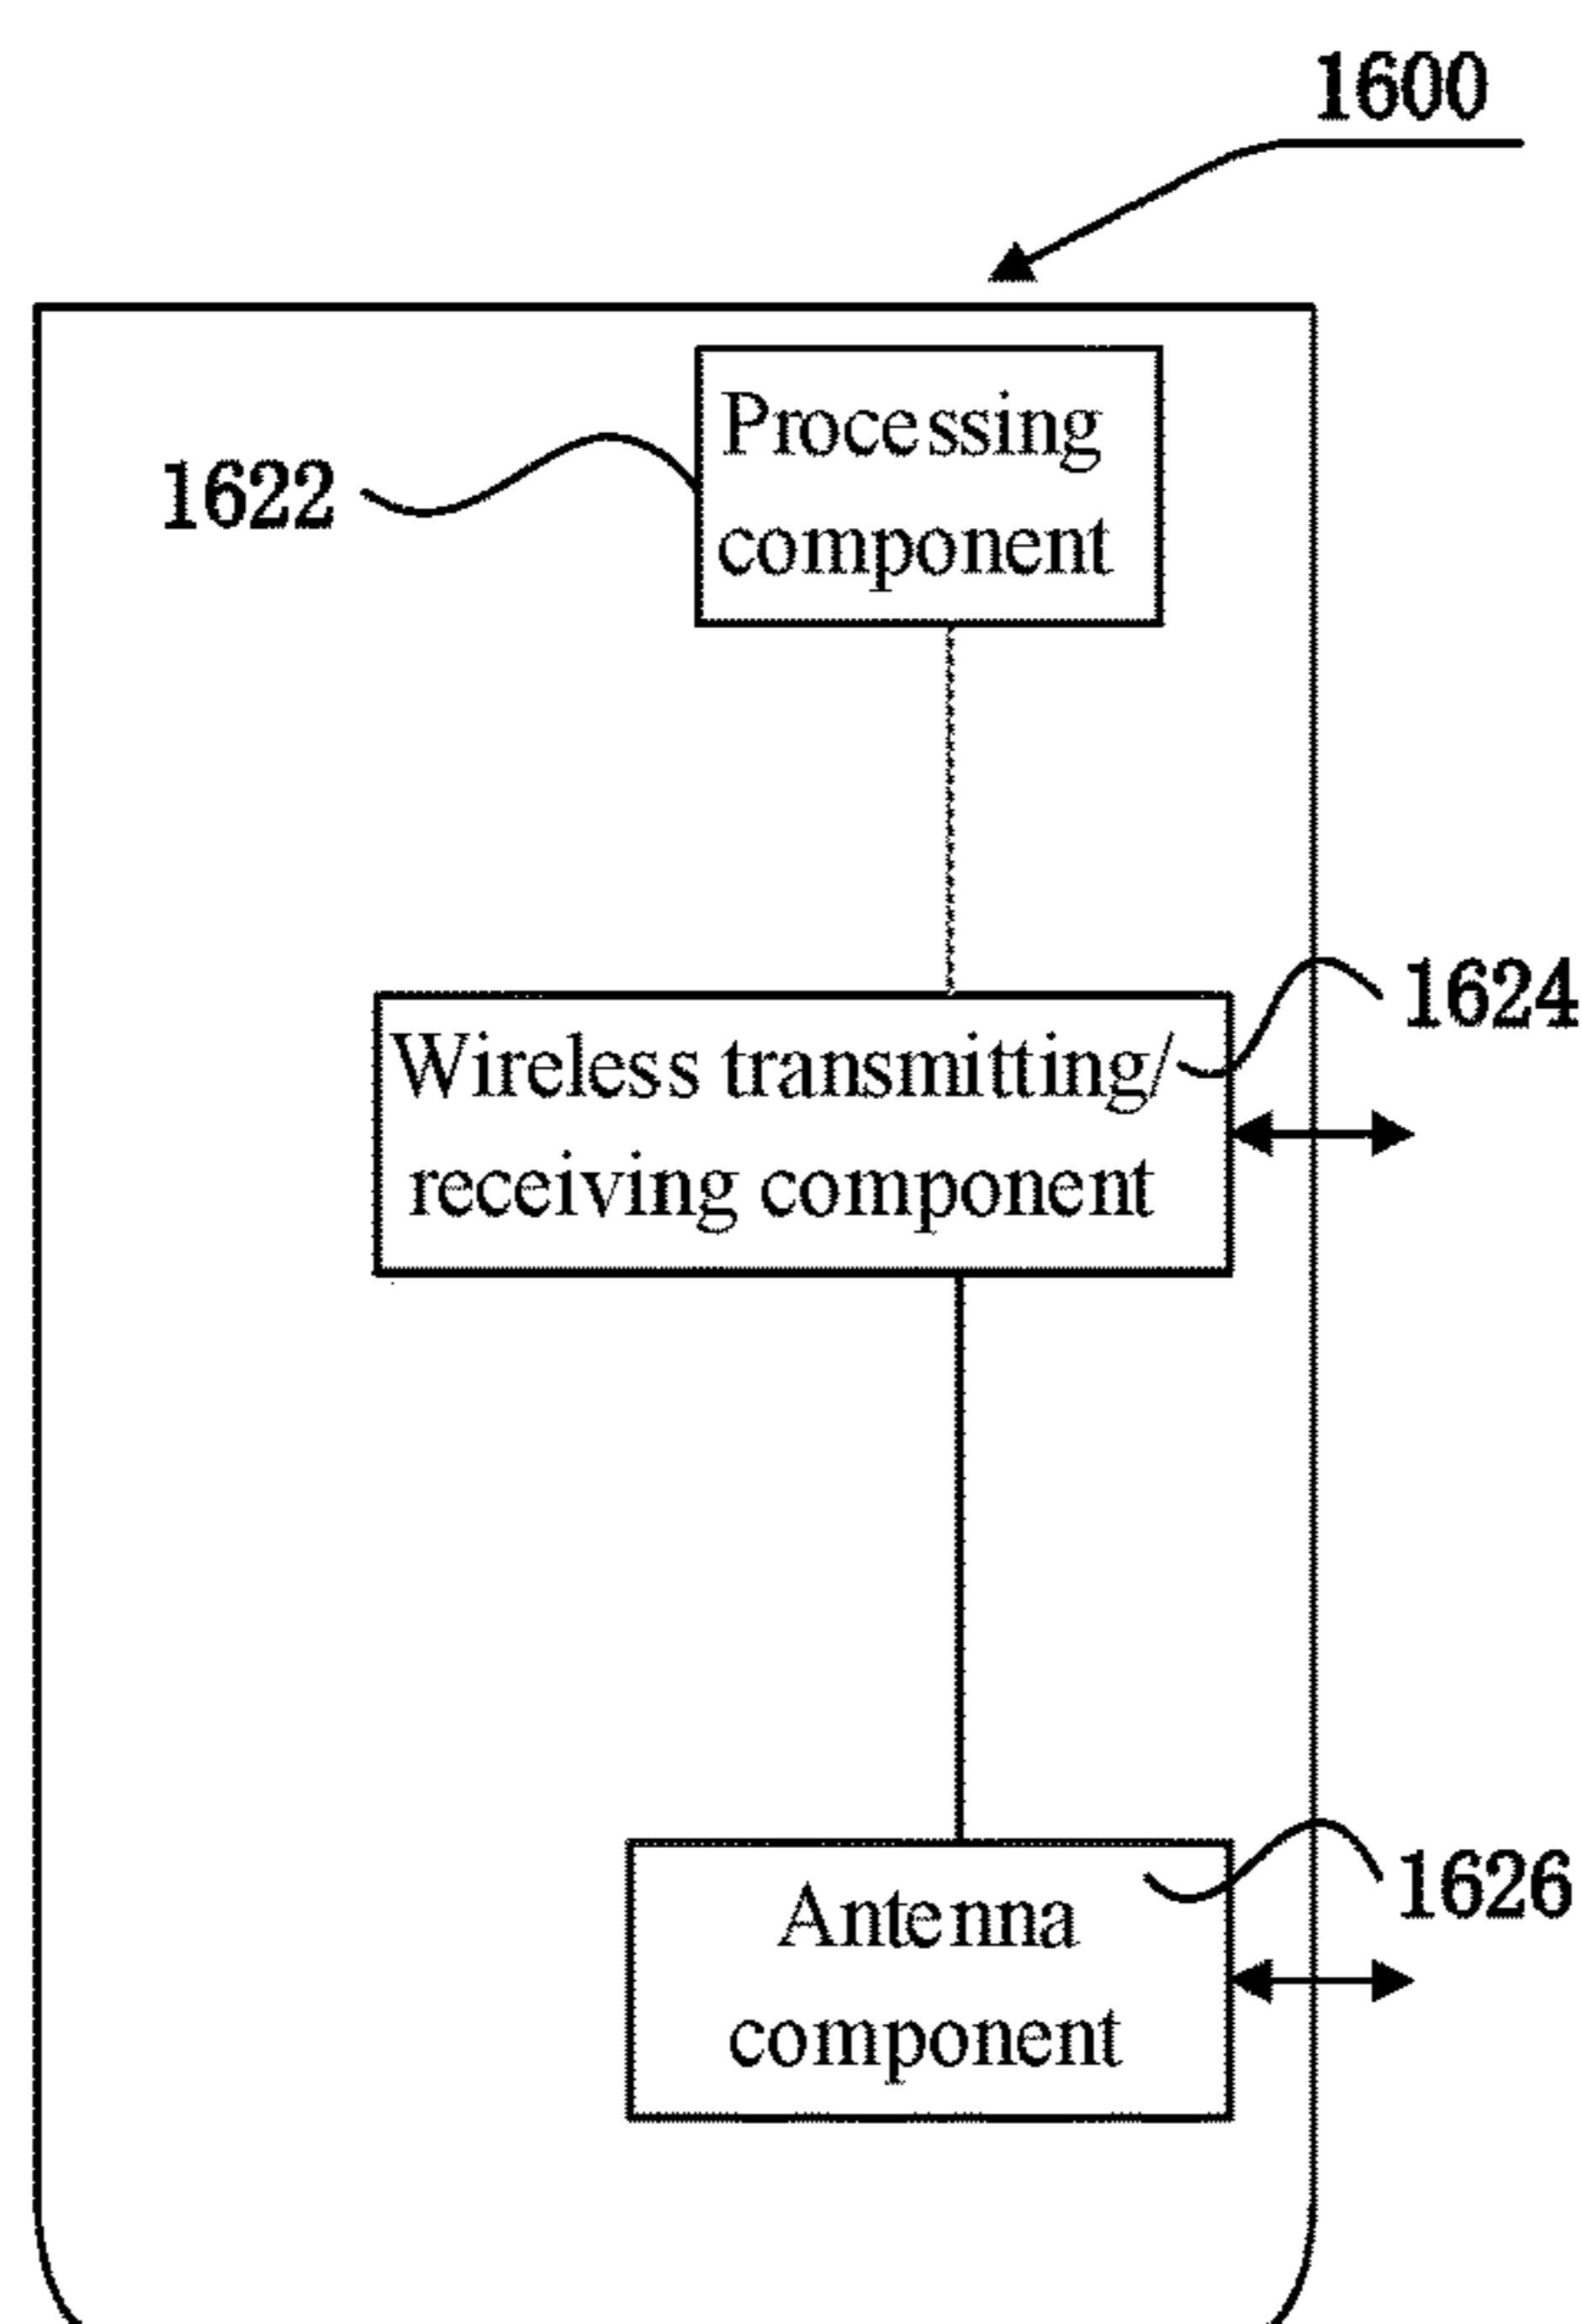 1600
Processing
component
1622
1624
Wireless transmitting/
receiving component
1626
Antenna
component